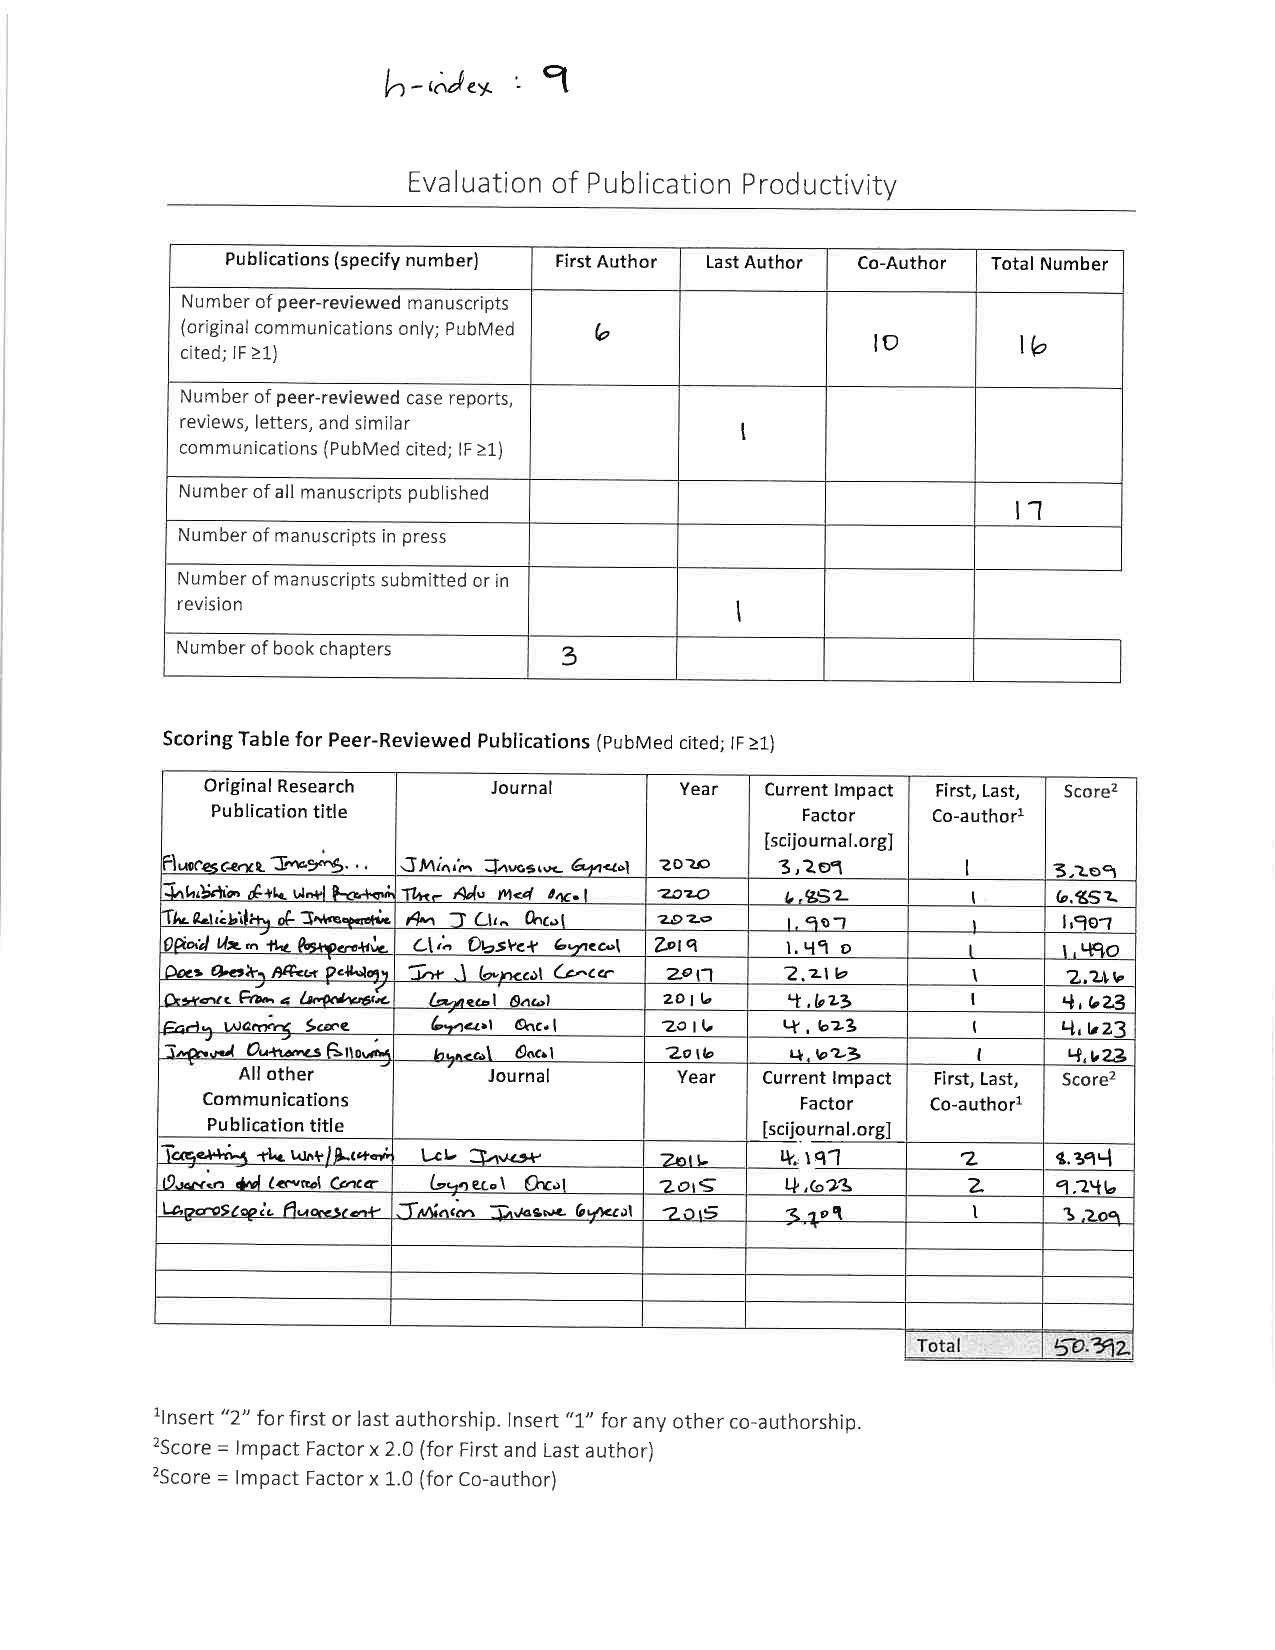 h-index : 9
Evaluation of Publication Productivity
Publications (specify number) First Author Last Author Co-Author Total Number
Number of peer-reviewed manuscripts
(original communications only; PubMed
cited; IF ≥1) 6 10 16
Number of peer-reviewed case reports,
reviews, letters, and similar
communications (PubMed cited; IF ≥1) 1
Number of all manuscripts published 17
Number of manuscripts in press
Number of manuscripts submitted or in
revision 1
Number of book chapters 3
Scoring Table for Peer-Reviewed Publications (PubMed cited; IF ≥1)
Original Research Journal Year Current Impact First, Last, Score²
Publication title Factor Co-author¹
[scijournal.org]
Fluorescence Imaging... J Minim Invasive Gynecol 2020 3,209 1 3,209
Inhibition of the Wnt/ B-catenin Ther Adv Med Oncol 2020 6.852 1 6.852
The Reliability of Intraoperative Am J Clin Oncol 2020 1.907 1 1.907
Opioid Use in the Postperative Clin Obstet Gynecol 2019 1.490 1 1.490
Does Obesity Affect Pathology Int J Gynecol Cancer 2017 2.216 1 2.216
Distance From a Comprehensive Gynecol Oncol 2016 4.623 1 4.623
Early Warning Score Gynecol Oncol 2016 4.623 1 4.623
Improved Outcomes Following Gynecol Oncol 2016 4.623 1 4.623
All other Journal Year Current Impact First, Last, Score²
Communications Factor Co-author¹
Publication title [scijournal.org]
Targetting the Wnt/B-catenin Lab Invest 2016 4.197 2 8.394
Ovarian and Cervical Cancer Gynecol Oncol 2015 4.623 2 9.246
Laparoscopic Fluorescent J Minim Invasive Gynecol 2015 3.209 1 3.209
Total 50.392
¹Insert "2" for first or last authorship. Insert "1" for any other co-authorship.
²Score = Impact Factor x 2.0 (for First and Last author)
²Score = Impact Factor x 1.0 (for Co-author)